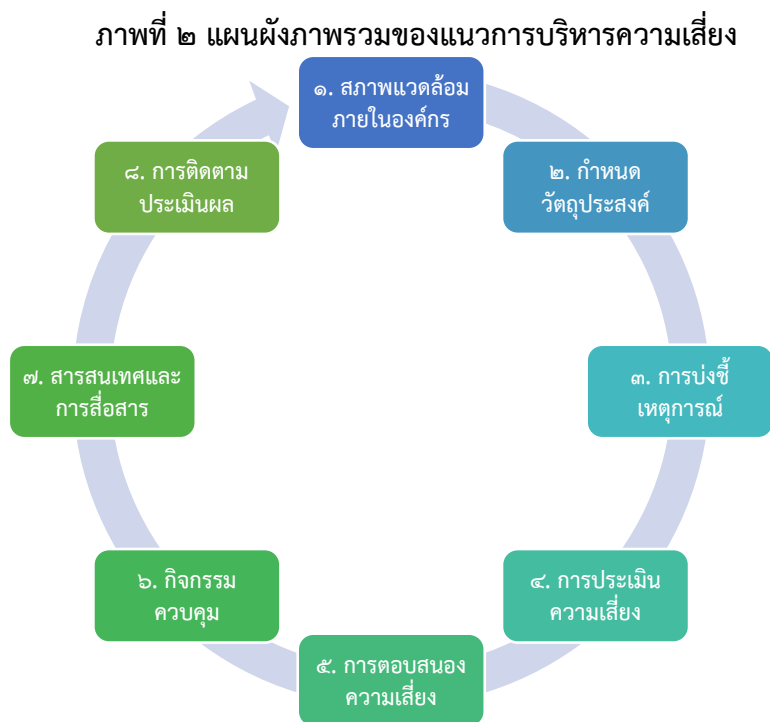 ภาพที่ ๒ แผนผังภาพรวมของแนวการบริหารความเสี่ยง
๑. สภาพแวดล้อม
ภายในองค์กร
๒. กำหนด
วัตถุประสงค์
๓. การบ่งชี้
เหตุการณ์
๔. การประเมิน
ความเสี่ยง
๕. การตอบสนอง
ความเสี่ยง
๖. กิจกรรม
ควบคุม
๗. สารสนเทศและ
การสื่อสาร
๘. การติดตาม
ประเมินผล